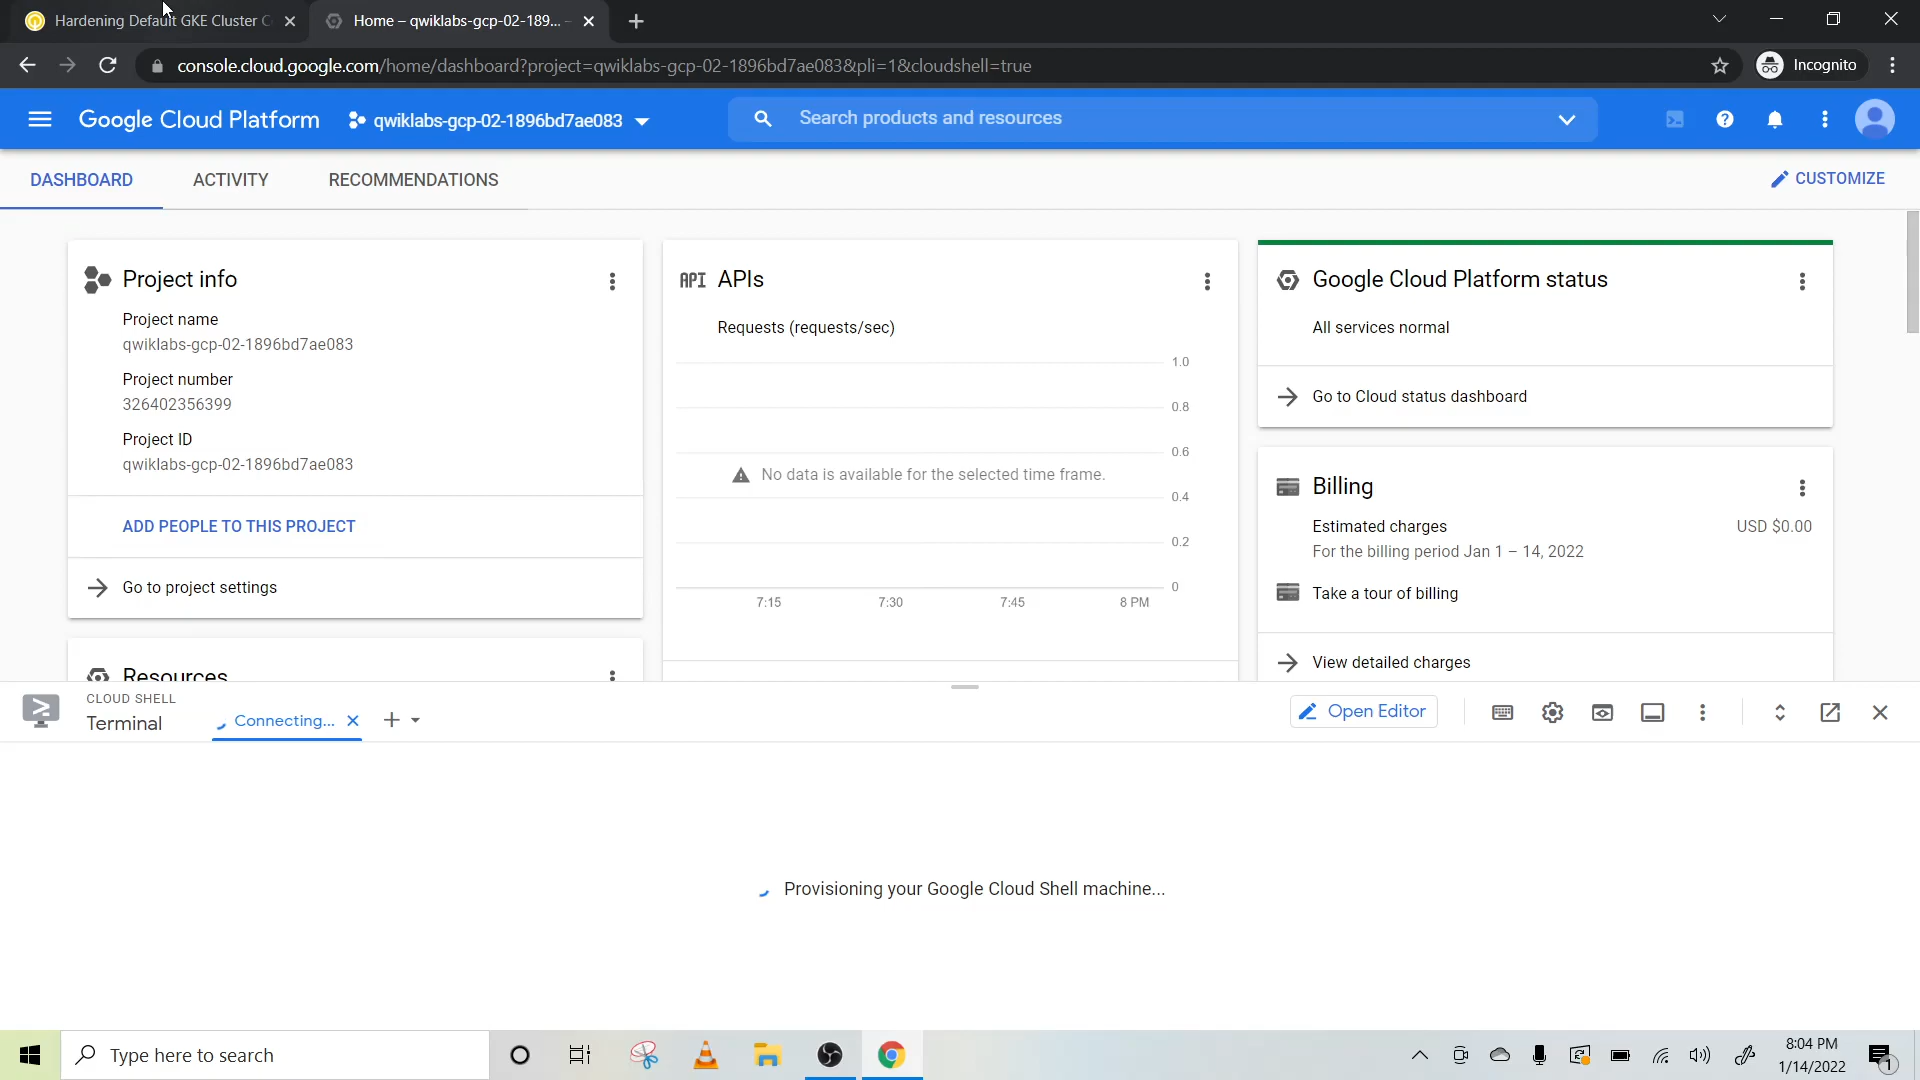 Hardening Default GKE Cluster C
Home – qwiklabs-gcp-02-189...
console.cloud.google.com/home/dashboard?project=qwiklabs-gcp-02-1896bd7ae083&pli=1&cloudshell=true
Incognito
Google Cloud Platform
qwiklabs-gcp-02-1896bd7ae083
Search products and resources
DASHBOARD
ACTIVITY
RECOMMENDATIONS
CUSTOMIZE
Project info
Project name
qwiklabs-gcp-02-1896bd7ae083
Project number
326402356399
Project ID
qwiklabs-gcp-02-1896bd7ae083
ADD PEOPLE TO THIS PROJECT
Go to project settings
Resources
API APIs
Requests (requests/sec)
1.0
0.8
0.6
No data is available for the selected time frame.
0.4
0.2
0
7:15 7:30 7:45 8 PM
Google Cloud Platform status
All services normal
Go to Cloud status dashboard
Billing
Estimated charges USD $0.00
For the billing period Jan 1 – 14, 2022
Take a tour of billing
View detailed charges
CLOUD SHELL
Terminal
Connecting...
Open Editor
Provisioning your Google Cloud Shell machine...
Type here to search
8:04 PM
1/14/2022
1